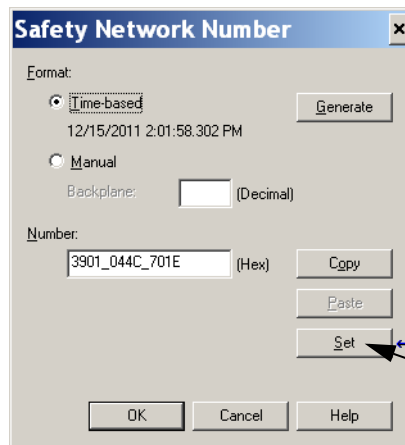 Safety Network Number
Format:
Time-based
Generate
12/15/2011 2:01:58.302 PM
Manual
Backplane: (Decimal)
Number:
3901_044C_701E (Hex) Copy
Paste
Set
OK Cancel Help